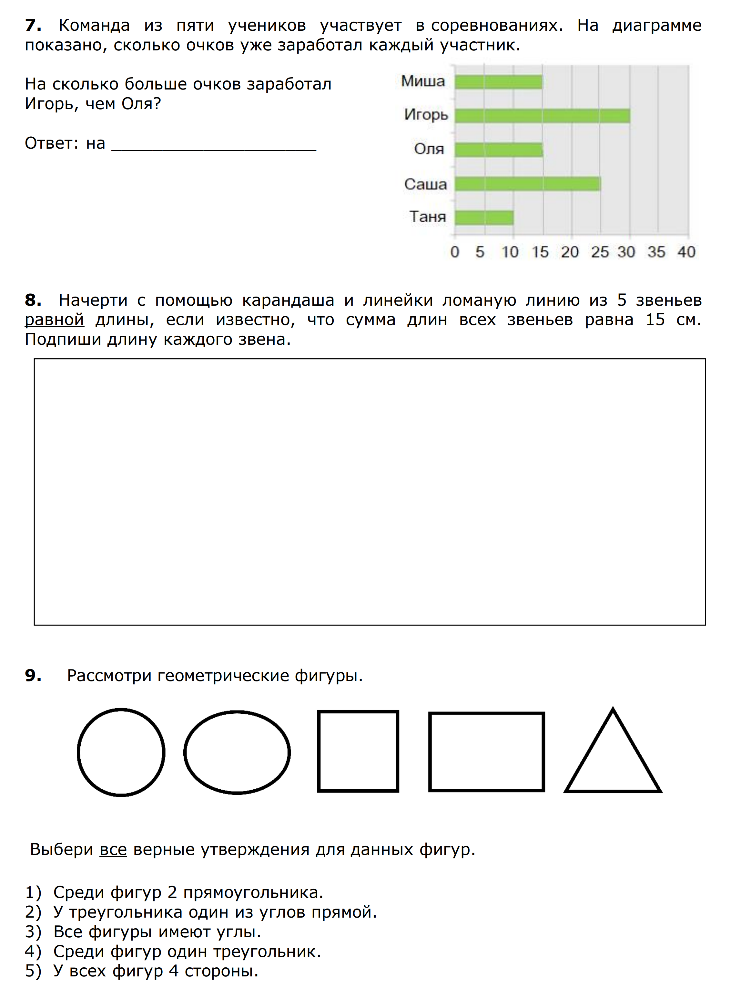 7. Команда из пяти учеников участвует в соревнованиях. На диаграмме
показано, сколько очков уже заработал каждый участник.
На сколько больше очков заработал
Игорь, чем Оля?
Ответ: на ____________________
Миша
Игорь
Оля
Саша
Таня
0 5 10 15 20 25 30 35 40
8. Начерти с помощью карандаша и линейки ломаную линию из 5 звеньев
равной длины, если известно, что сумма длин всех звеньев равна 15 см.
Подпиши длину каждого звена.
9. Рассмотри геометрические фигуры.
Выбери все верные утверждения для данных фигур.
1) Среди фигур 2 прямоугольника.
2) У треугольника один из углов прямой.
3) Все фигуры имеют углы.
4) Среди фигур один треугольник.
5) У всех фигур 4 стороны.